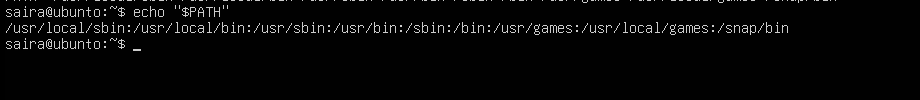 saira@ubuntu:~$ echo "$PATH"
/usr/local/sbin:/usr/local/bin:/usr/sbin:/usr/bin:/sbin:/bin:/usr/games:/usr/local/games:/snap/bin
saira@ubuntu:~$ _